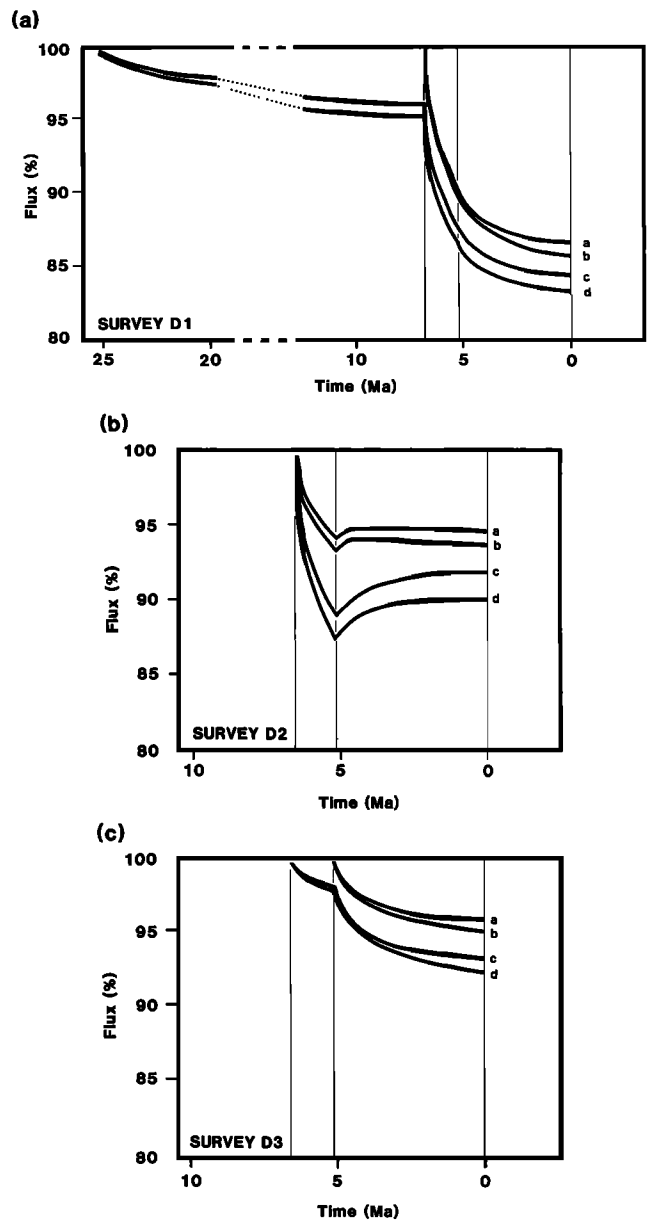 (a)
100
95
90
85
80
Flux (%)
a
b
c
d
SURVEY D1
25 20 10 5 0
Time (Ma)
(b)
100
95
90
85
80
Flux (%)
a
b
c
d
SURVEY D2
10 5 0
Time (Ma)
(c)
100
95
90
85
80
Flux (%)
a
b
c
d
SURVEY D3
10 5 0
Time (Ma)